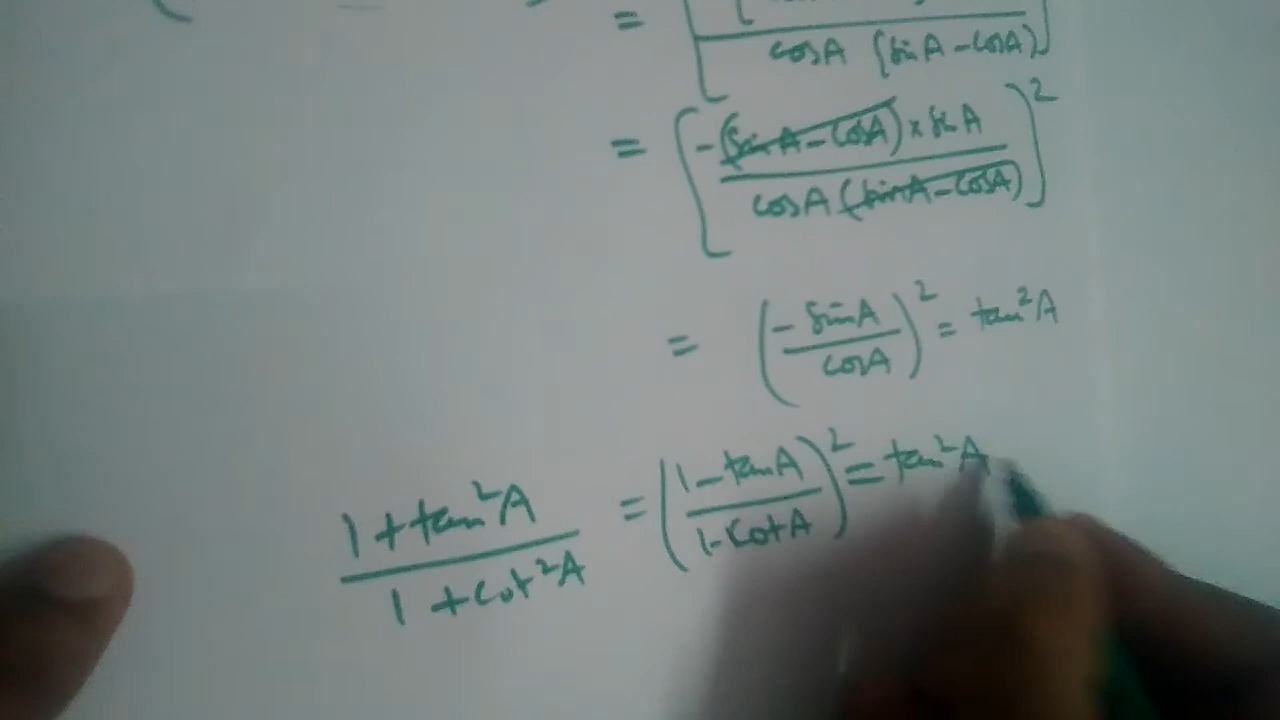 =
cosA (sinA - cosA)
= [-(sinA - cosA) × sinA / cosA (sinA - cosA)]²
= (-sinA / cosA)² = tan²A
1 + tan²A / 1 + cot²A = (1 - tanA / 1 - cotA)² = tan²A